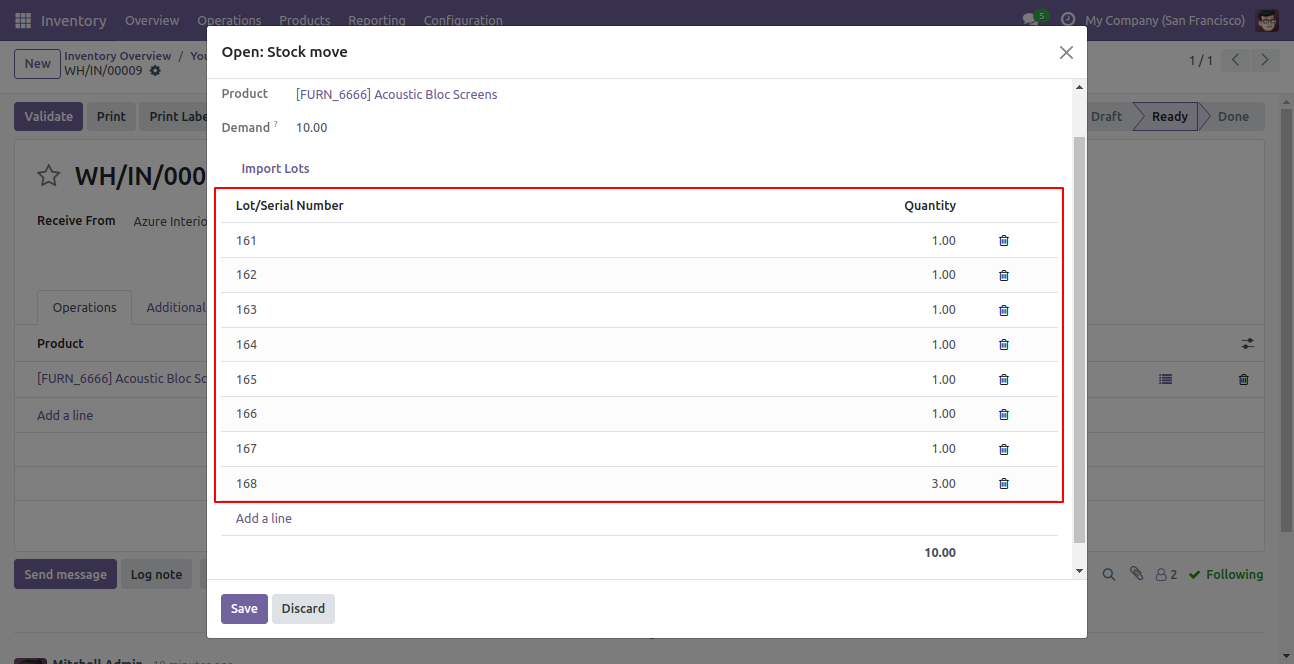 Inventory Overview Operations Products Reporting Configuration 5 My Company (San Francisco)
New Inventory Overview / You
WH/IN/00009
1 / 1
Validate Print Print Labe Draft Ready Done
WH/IN/000
Receive From Azure Interio
Operations Additional
Product
[FURN_6666] Acoustic Bloc Sc
Add a line
Send message Log note 2 Following
Mitchell Admin
Open: Stock move
Product [FURN_6666] Acoustic Bloc Screens
Demand ? 10.00
Import Lots
Lot/Serial Number Quantity
161 1.00
162 1.00
163 1.00
164 1.00
165 1.00
166 1.00
167 1.00
168 3.00
Add a line
10.00
Save Discard